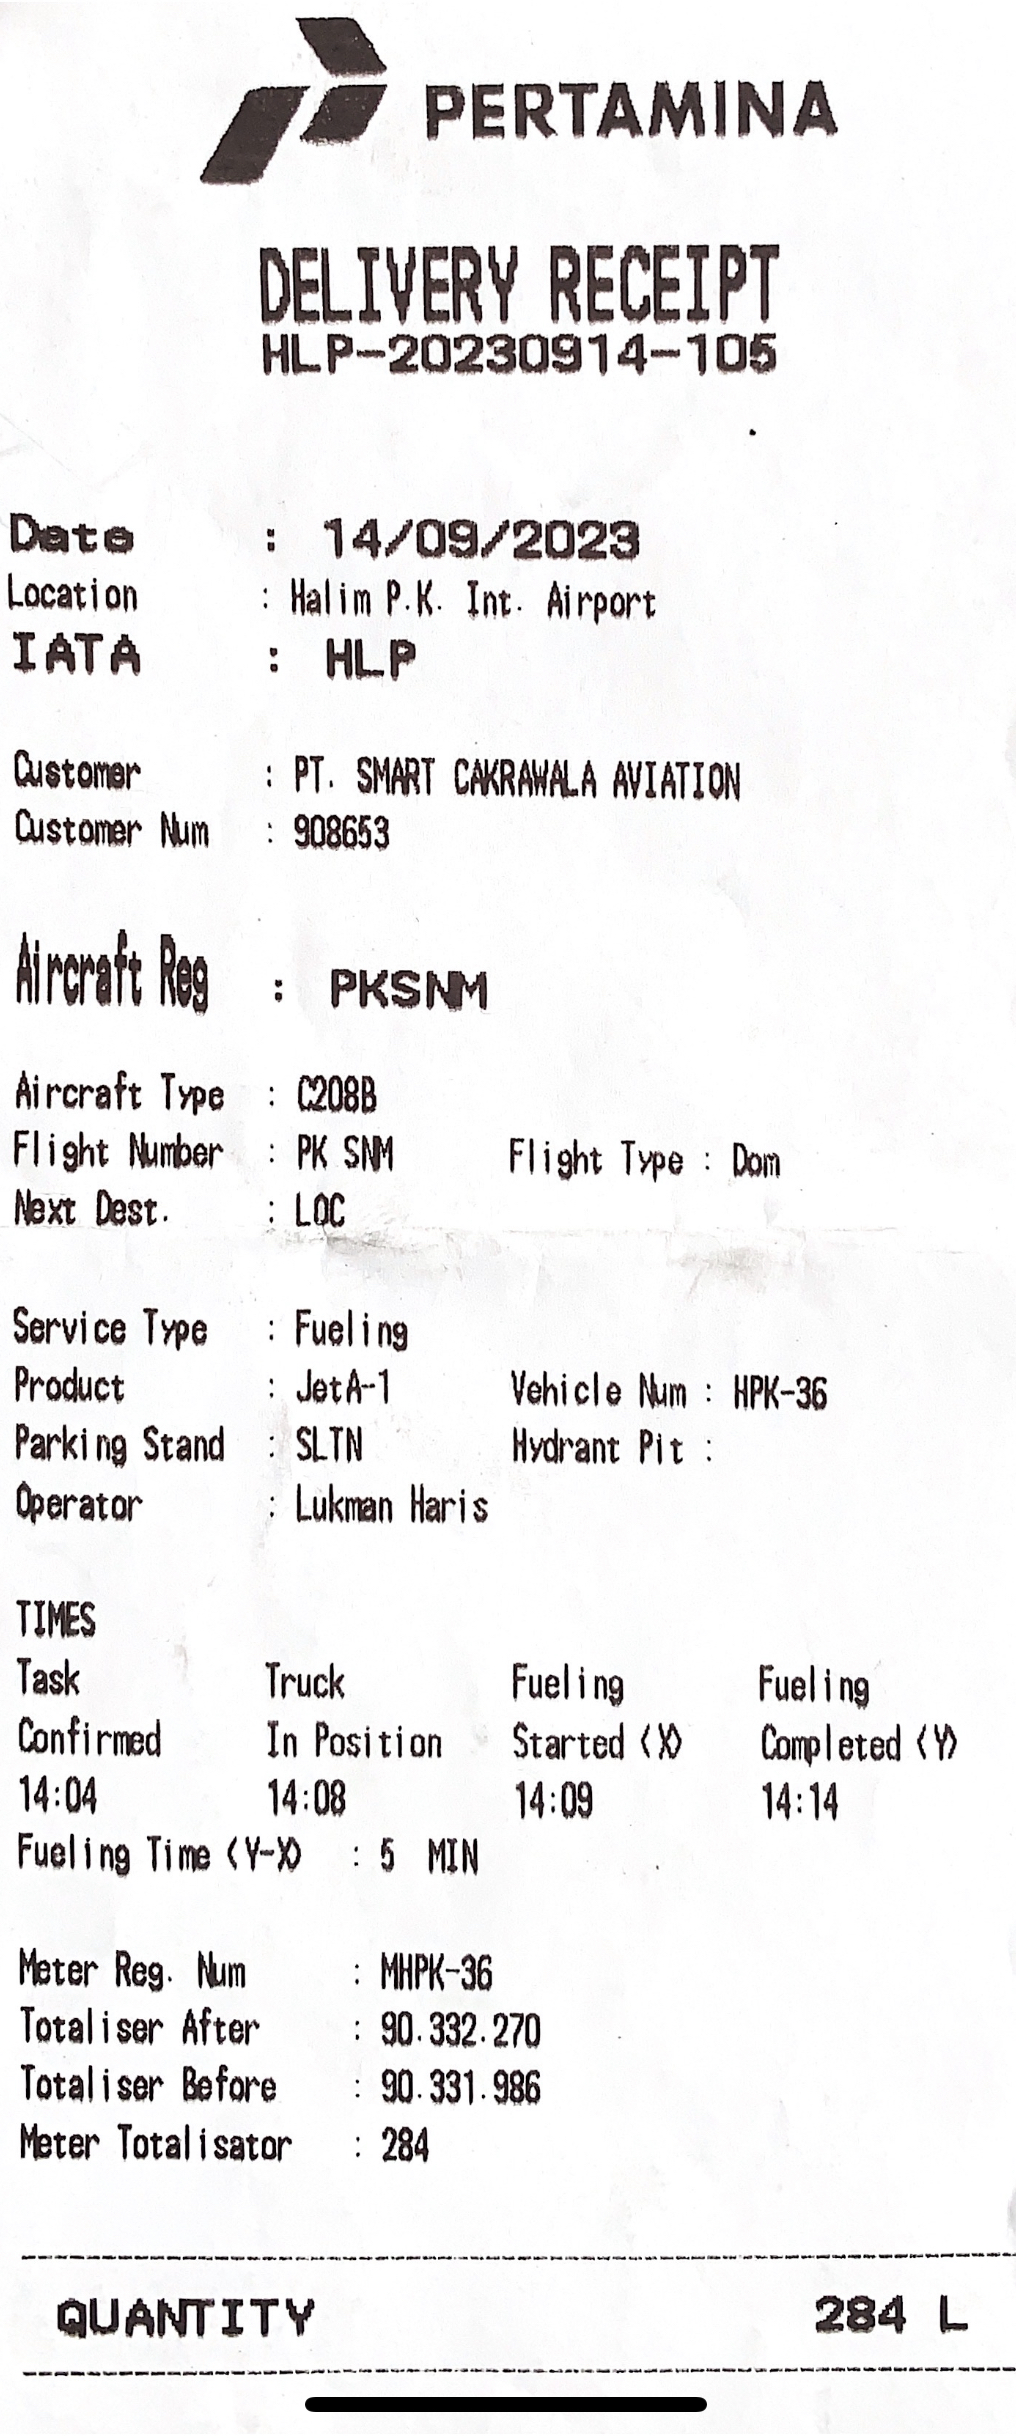 PERTAMINA
DELIVERY RECEIPT
HLP-20230914-105
Date : 14/09/2023
Location : Halim P.K. Int. Airport
IATA : HLP
Customer : PT. SMART CAKRAWALA AVIATION
Customer Num : 908653
Aircraft Reg : PKSNM
Aircraft Type : C208B
Flight Number : PK SNM Flight Type : Dom
Next Dest. : LOC
Service Type : Fueling
Product : JetA-1 Vehicle Num : HPK-36
Parking Stand : SLTN Hydrant Pit :
Operator : Lukman Haris
TIMES
Task Truck Fueling Fueling
Confirmed In Position Started (X) Completed (Y)
14:04 14:08 14:09 14:14
Fueling Time (Y-X) : 5 MIN
Meter Reg. Num : MHPK-36
Totaliser After : 90.332.270
Totaliser Before : 90.331.986
Meter Totalisator : 284
QUANTITY 284 L